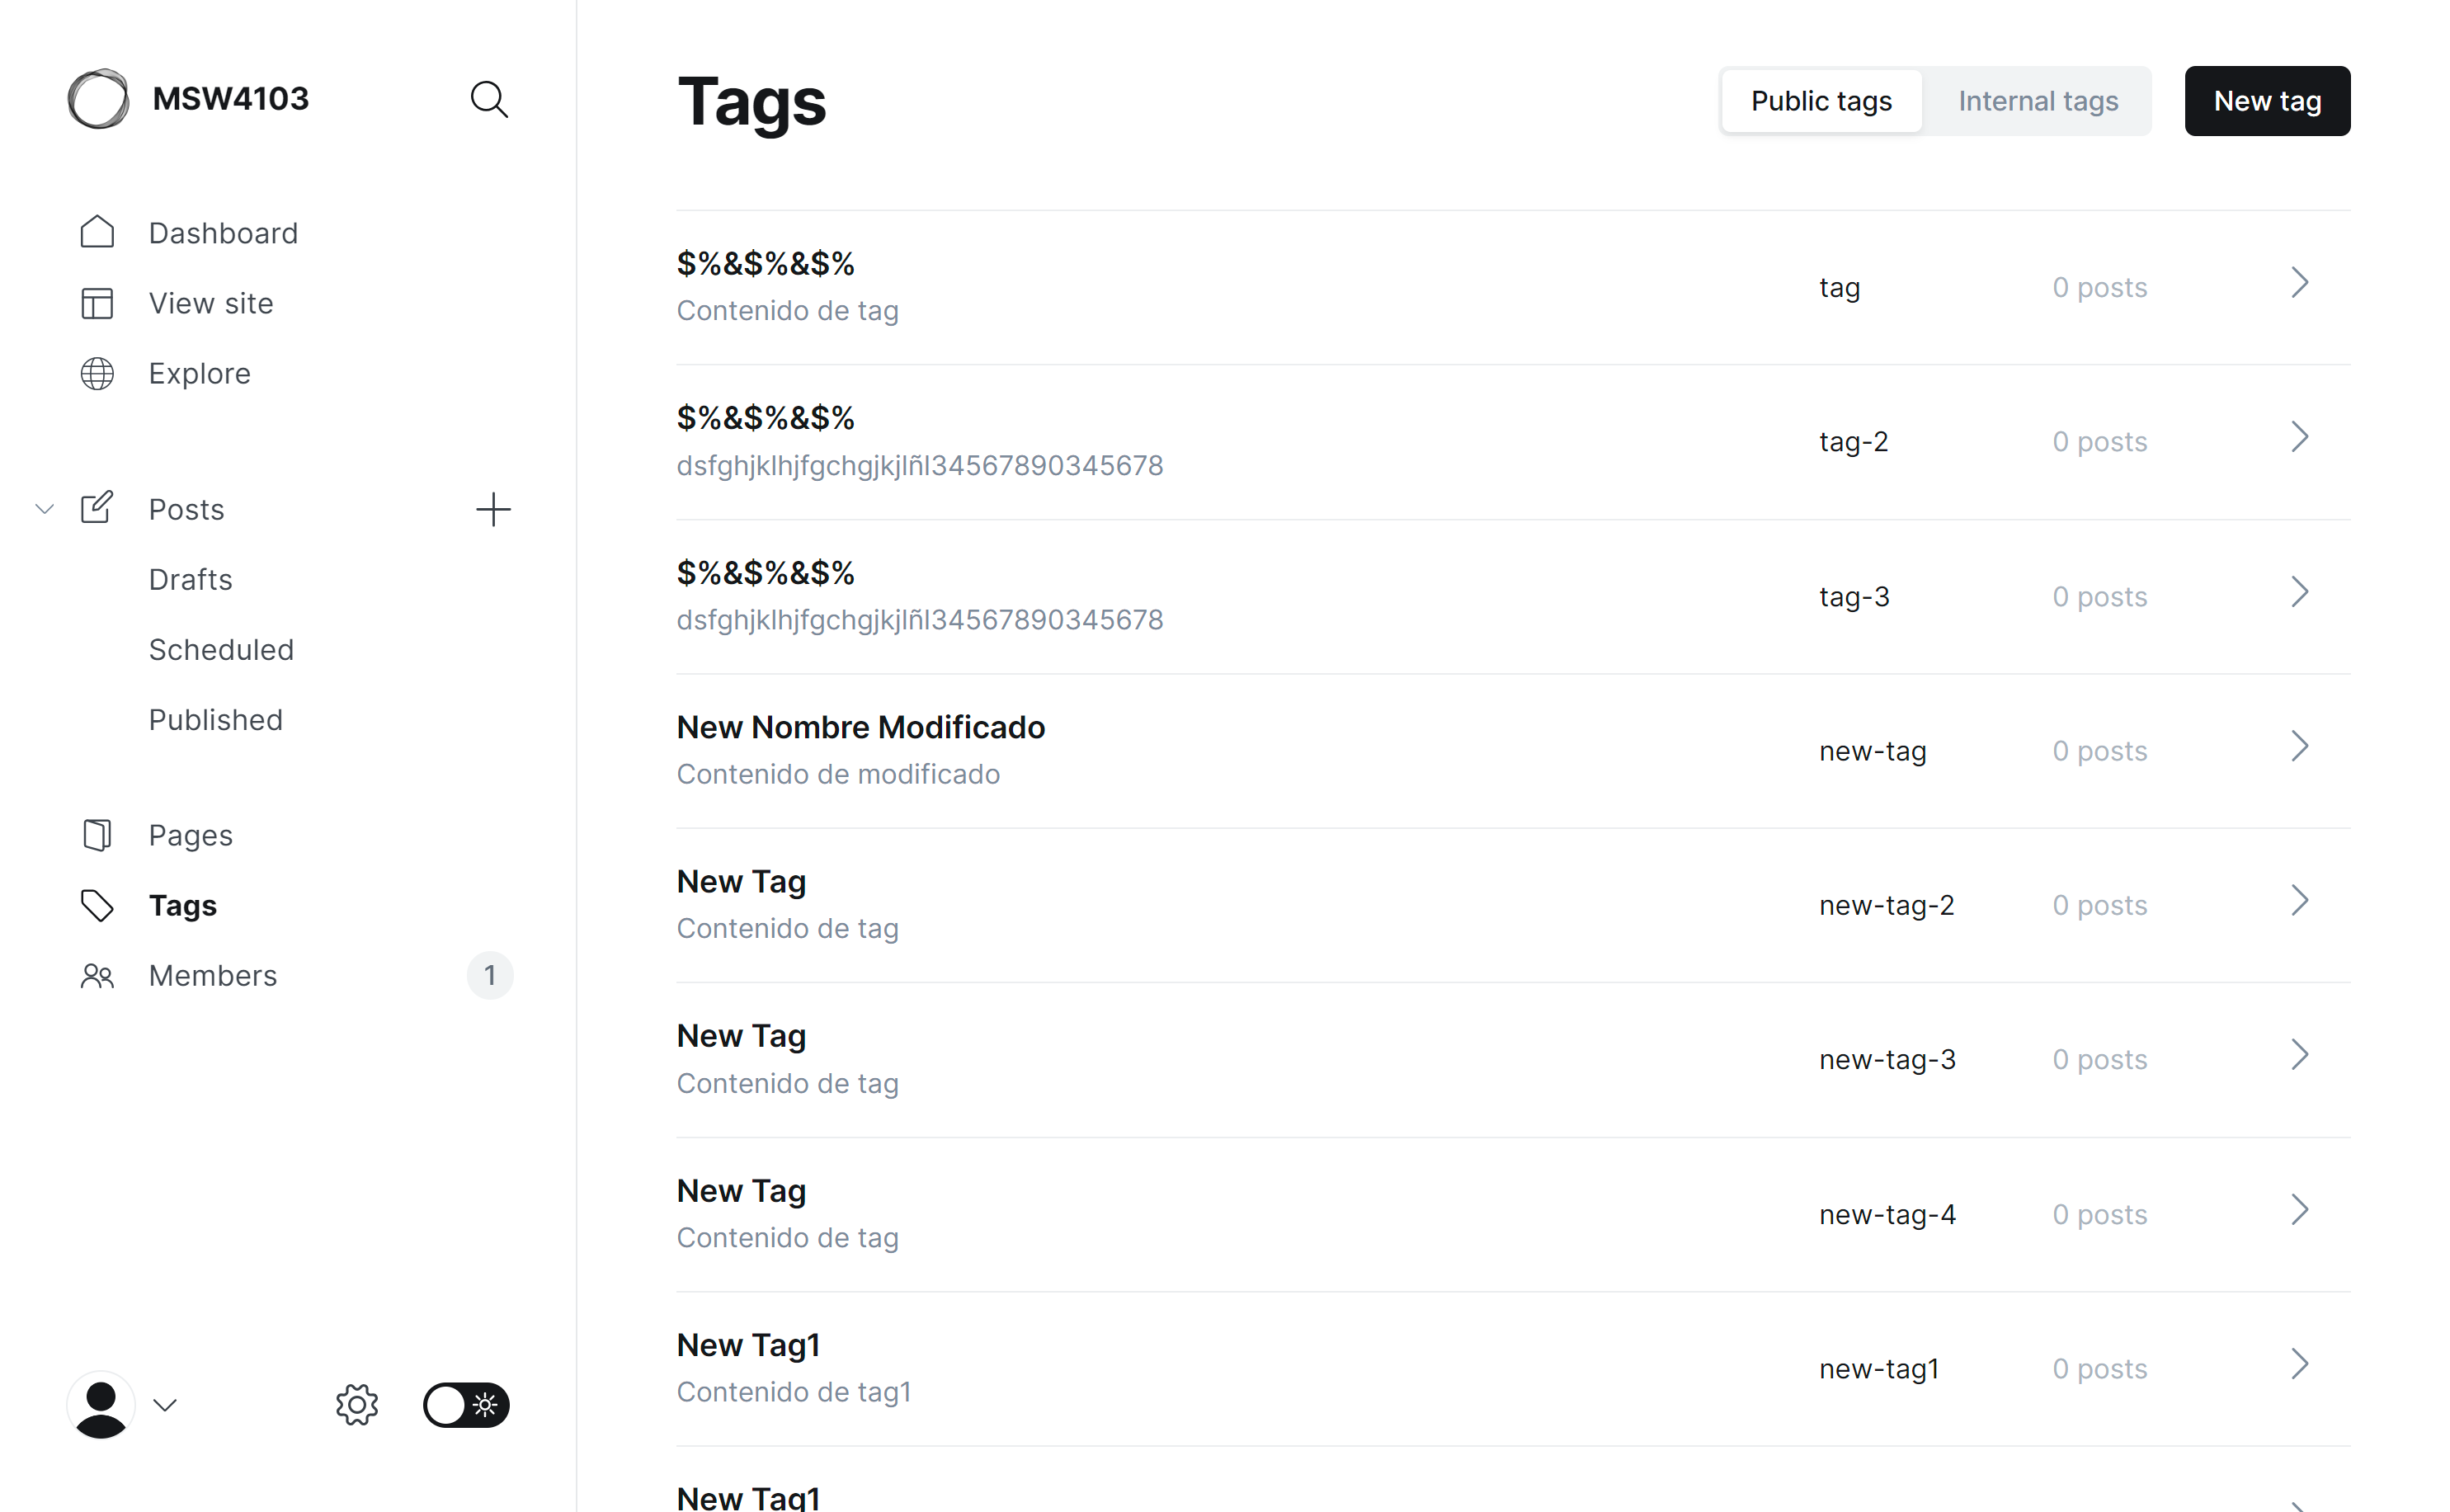 MSW4103
Dashboard
View site
Explore
Posts
Drafts
Scheduled
Published
Pages
Tags
Members
1
Tags
Public tags
Internal tags
New tag
$%&$%&$%
Contenido de tag
tag
0 posts
$%&$%&$%
dsfghjklhjfgchgjkjlñl34567890345678
tag-2
0 posts
$%&$%&$%
dsfghjklhjfgchgjkjlñl34567890345678
tag-3
0 posts
New Nombre Modificado
Contenido de modificado
new-tag
0 posts
New Tag
Contenido de tag
new-tag-2
0 posts
New Tag
Contenido de tag
new-tag-3
0 posts
New Tag
Contenido de tag
new-tag-4
0 posts
New Tag1
Contenido de tag1
new-tag1
0 posts
New Tag1